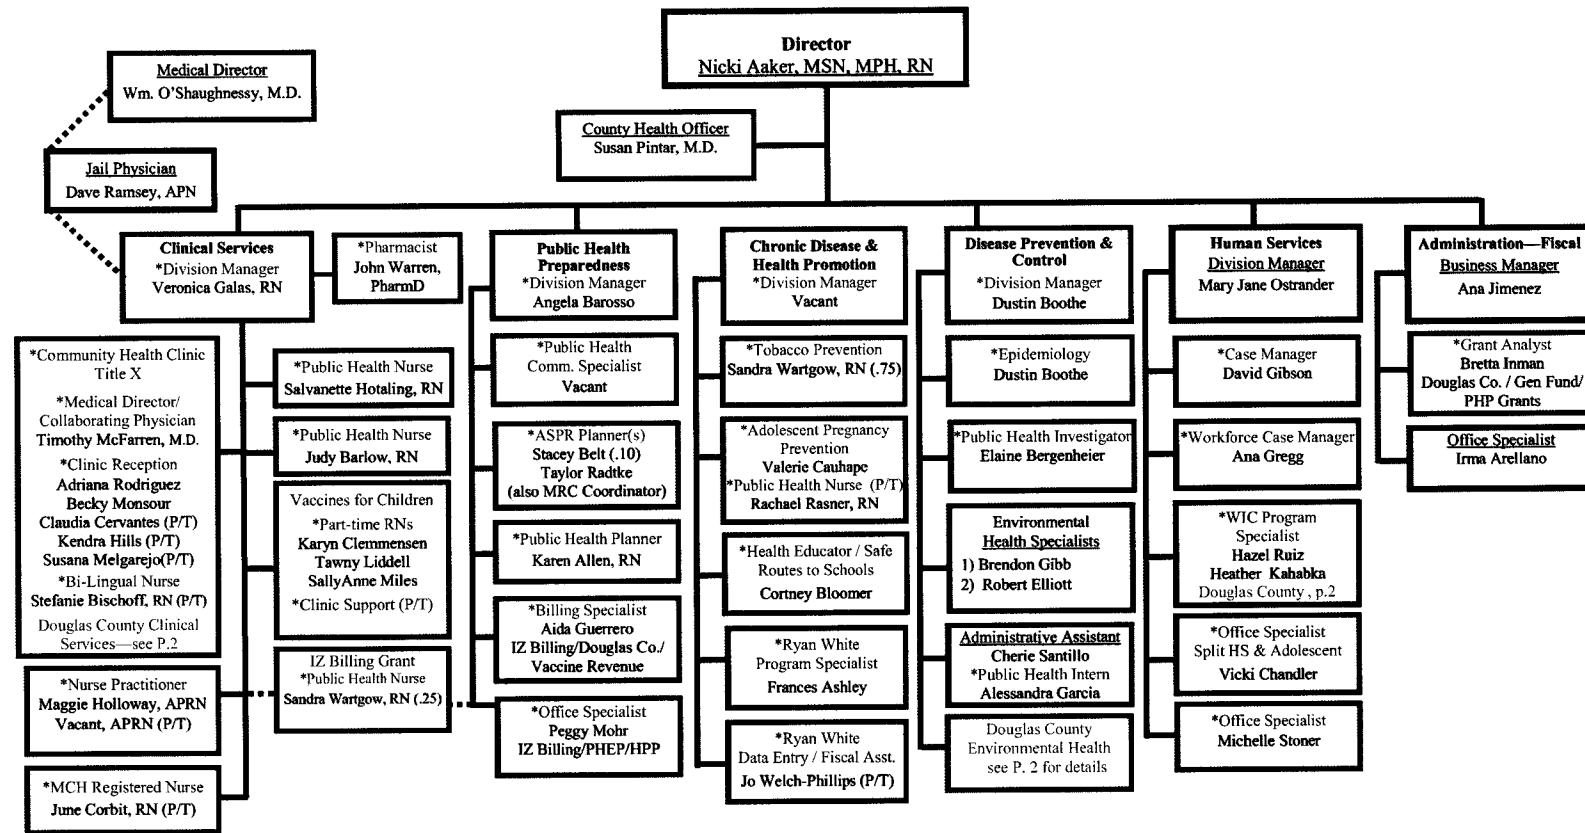 Director
Nicki Aaker, MSN, MPH, RN
Medical Director
Wm. O'Shaughnessy, M.D.
County Health Officer
Susan Pintar, M.D.
Jail Physician
Dave Ramsey, APN
Clinical Services
*Division Manager
Veronica Galas, RN
*Pharmacist
John Warren,
PharmD
*Community Health Clinic
Title X
*Medical Director/
Collaborating Physician
Timothy McFarren, M.D.
*Clinic Reception
Adriana Rodriguez
Becky Monsour
Claudia Cervantes (P/T)
Kendra Hills (P/T)
Susana Melgarejo(P/T)
*Bi-Lingual Nurse
Stefanie Bischoff, RN (P/T)
Douglas County Clinical
Services—see P.2
*Nurse Practitioner
Maggie Holloway, APRN
Vacant, APRN (P/T)
*MCH Registered Nurse
June Corbit, RN (P/T)
*Public Health Nurse
Salvanette Hotaling, RN
*Public Health Nurse
Judy Barlow, RN
Vaccines for Children
*Part-time RNs
Karyn Clemmensen
Tawny Liddell
SallyAnne Miles
*Clinic Support (P/T)
IZ Billing Grant
*Public Health Nurse
Sandra Wartgow, RN (.25)
Public Health
Preparedness
*Division Manager
Angela Barosso
*Public Health
Comm. Specialist
Vacant
*ASPR Planner(s)
Stacey Belt (.10)
Taylor Radtke
(also MRC Coordinator)
*Public Health Planner
Karen Allen, RN
*Billing Specialist
Aida Guerrero
IZ Billing/Douglas Co./
Vaccine Revenue
*Office Specialist
Peggy Mohr
IZ Billing/PHEP/HPP
Chronic Disease &
Health Promotion
*Division Manager
Vacant
*Tobacco Prevention
Sandra Wartgow, RN (.75)
*Adolescent Pregnancy
Prevention
Valerie Cauhape
*Public Health Nurse (P/T)
Rachael Rasner, RN
*Health Educator / Safe
Routes to Schools
Cortney Bloomer
*Ryan White
Program Specialist
Frances Ashley
*Ryan White
Data Entry / Fiscal Asst.
Jo Welch-Phillips (P/T)
Disease Prevention &
Control
*Division Manager
Dustin Boothe
*Epidemiology
Dustin Boothe
*Public Health Investigator
Elaine Bergenheier
Environmental
Health Specialists
1) Brendon Gibb
2) Robert Elliott
Administrative Assistant
Cherie Santillo
*Public Health Intern
Alessandra Garcia
Douglas County
Environmental Health
see P. 2 for details
Human Services
Division Manager
Mary Jane Ostrander
*Case Manager
David Gibson
*Workforce Case Manager
Ana Gregg
*WIC Program
Specialist
Hazel Ruiz
Heather Kahabka
Douglas County , p.2
*Office Specialist
Split HS & Adolescent
Vicki Chandler
*Office Specialist
Michelle Stoner
Administration—Fiscal
Business Manager
Ana Jimenez
*Grant Analyst
Bretta Inman
Douglas Co. / Gen Fund/
PHP Grants
Office Specialist
Irma Arellano